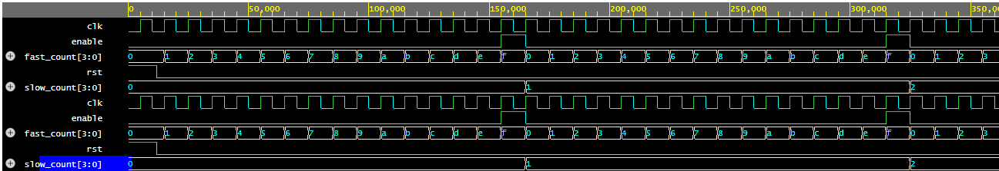 0 50,000 100,000 150,000 200,000 250,000 300,000 350,000
clk
enable
fast_count[3:0] 0 1 2 3 4 5 6 7 8 9 a b c d e f 0 1 2 3 4 5 6 7 8 9 a b c d e f 0 1 2 3
rst
slow_count[3:0] 0 1 2
clk
enable
fast_count[3:0] 0 1 2 3 4 5 6 7 8 9 a b c d e f 0 1 2 3 4 5 6 7 8 9 a b c d e f 0 1 2 3
rst
slow_count[3:0] 0 1 2